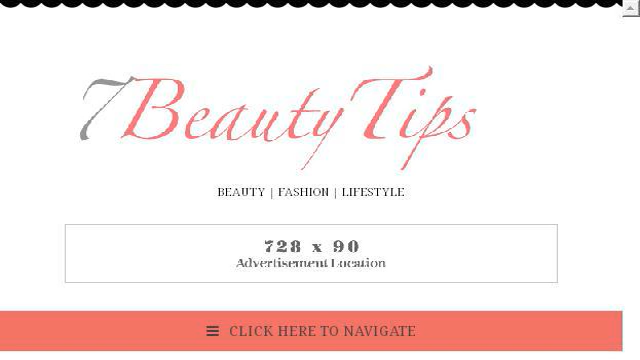 7BeautyTips
BEAUTY | FASHION | LIFESTYLE
728 x 90
Advertisement Location
CLICK HERE TO NAVIGATE